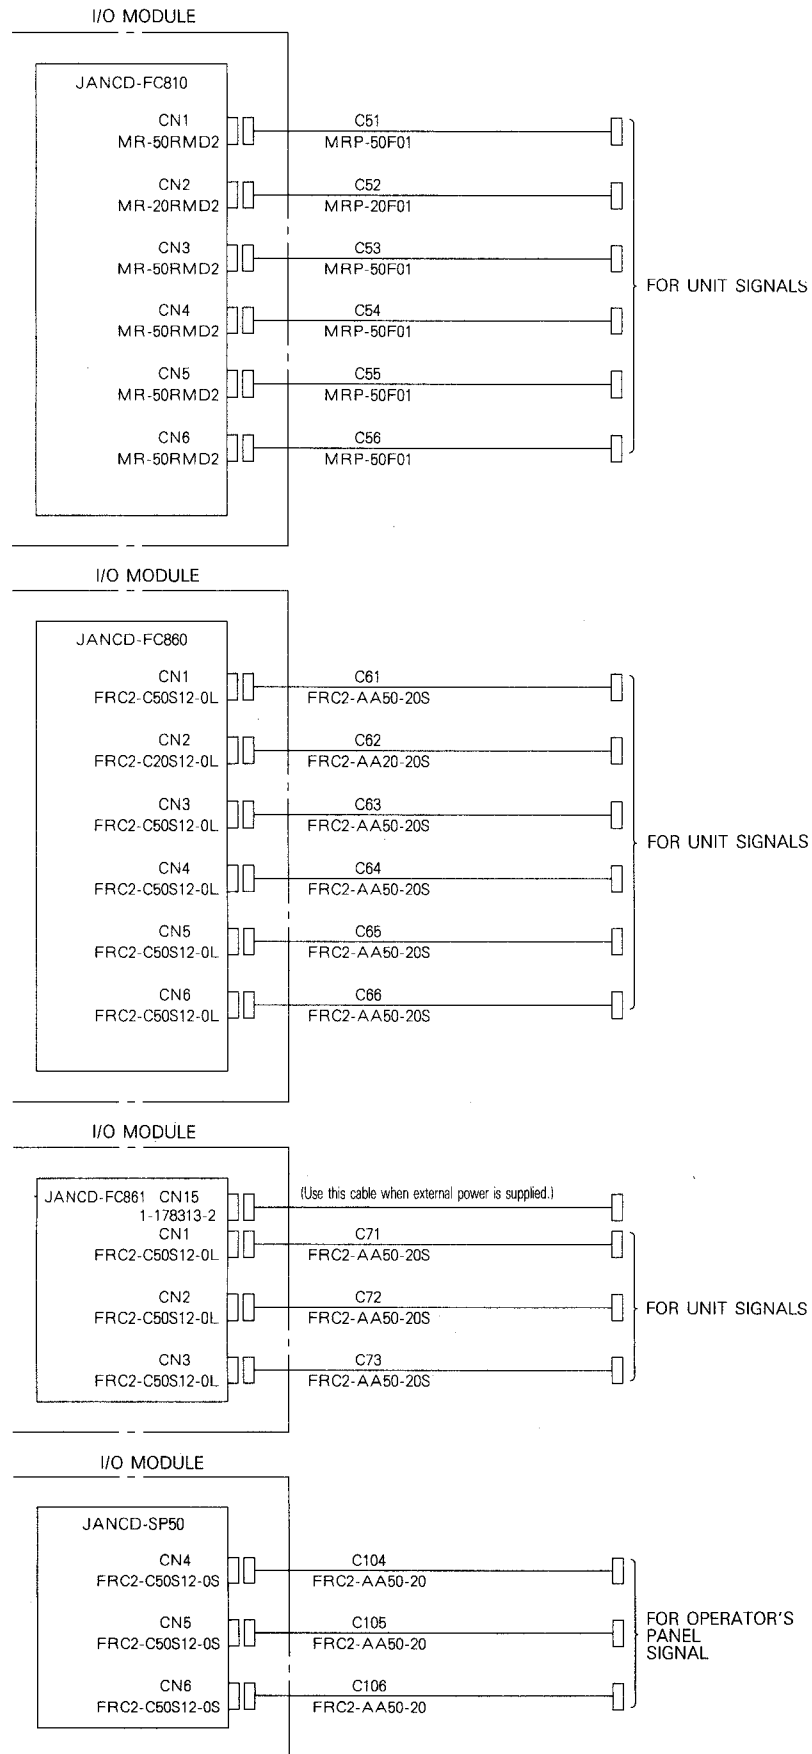 I/O MODULE
JANCD-FC810
CN1 C51
MR-50RMD2 MRP-50F01
CN2 C52
MR-20RMD2 MRP-20F01
CN3 C53
MR-50RMD2 MRP-50F01
FOR UNIT SIGNALS
CN4 C54
MR-50RMD2 MRP-50F01
CN5 C55
MR-50RMD2 MRP-50F01
CN6 C56
MR-50RMD2 MRP-50F01
I/O MODULE
JANCD-FC860
CN1 C61
FRC2-C50S12-0L FRC2-AA50-20S
CN2 C62
FRC2-C20S12-0L FRC2-AA20-20S
CN3 C63
FRC2-C50S12-0L FRC2-AA50-20S
FOR UNIT SIGNALS
CN4 C64
FRC2-C50S12-0L FRC2-AA50-20S
CN5 C65
FRC2-C50S12-0L FRC2-AA50-20S
CN6 C66
FRC2-C50S12-0L FRC2-AA50-20S
I/O MODULE
JANCD-FC861 CN15 (Use this cable when external power is supplied.)
1-178313-2
CN1 C71
FRC2-C50S12-0L FRC2-AA50-20S
CN2 C72
FRC2-C50S12-0L FRC2-AA50-20S
FOR UNIT SIGNALS
CN3 C73
FRC2-C50S12-0L FRC2-AA50-20S
I/O MODULE
JANCD-SP50
CN4 C104
FRC2-C50S12-0S FRC2-AA50-20
CN5 C105
FRC2-C50S12-0S FRC2-AA50-20
FOR OPERATOR'S
PANEL
SIGNAL
CN6 C106
FRC2-C50S12-0S FRC2-AA50-20